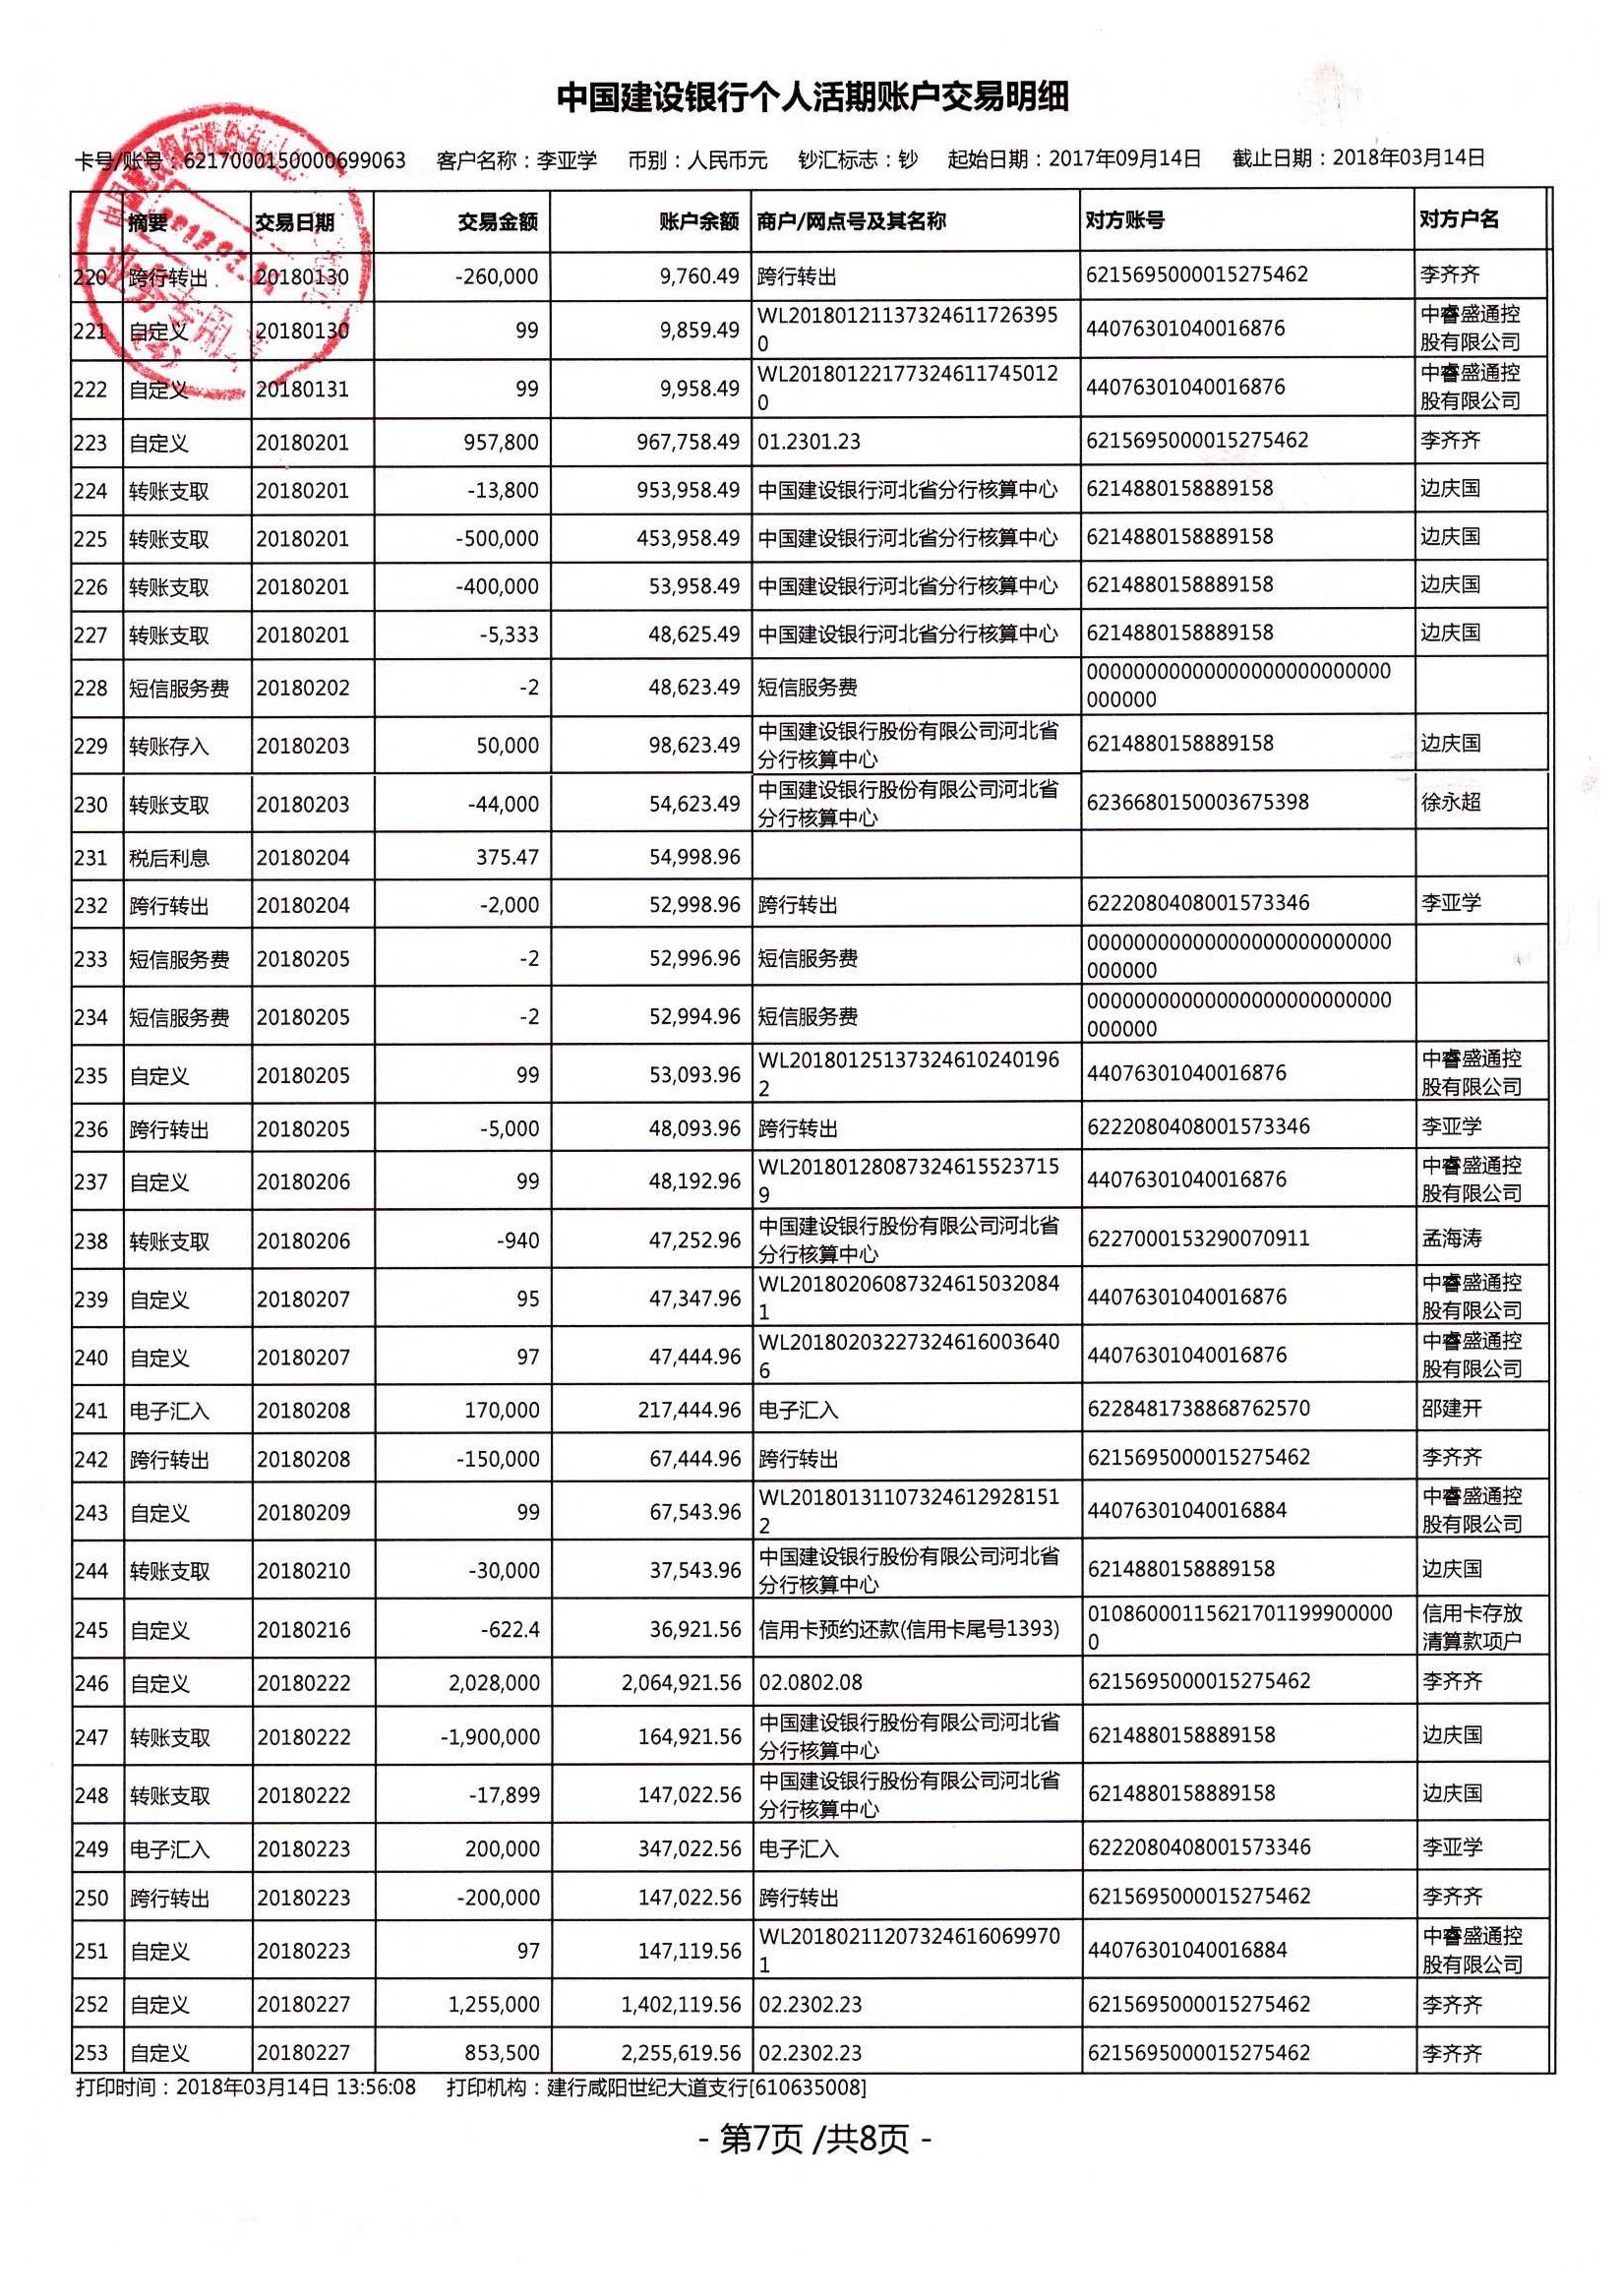 中国建设银行个人活期账户交易明细
卡号/账号：6217000150000699063 客户名称：李亚学 币别：人民币元 钞汇标志：钞 起始日期：2017年09月14日 截止日期：2018年03月14日
摘要 交易日期 交易金额 账户余额 商户/网点号及其名称 对方账号 对方户名
220 跨行转出 20180130 -260,000 9,760.49 跨行转出 6215695000015275462 李齐齐
221 自定义 20180130 99 9,859.49 WL20180121137324611726395 44076301040016876 中睿盛通控
0 股有限公司
222 自定义 20180131 99 9,958.49 WL20180122177324611745012 44076301040016876 中睿盛通控
0 股有限公司
223 自定义 20180201 957,800 967,758.49 01.2301.23 6215695000015275462 李齐齐
224 转账支取 20180201 -13,800 953,958.49 中国建设银行河北省分行核算中心 6214880158889158 边庆国
225 转账支取 20180201 -500,000 453,958.49 中国建设银行河北省分行核算中心 6214880158889158 边庆国
226 转账支取 20180201 -400,000 53,958.49 中国建设银行河北省分行核算中心 6214880158889158 边庆国
227 转账支取 20180201 -5,333 48,625.49 中国建设银行河北省分行核算中心 6214880158889158 边庆国
228 短信服务费 20180202 -2 48,623.49 短信服务费 00000000000000000000000000
000000
229 转账存入 20180203 50,000 98,623.49 中国建设银行股份有限公司河北省 6214880158889158 边庆国
分行核算中心
230 转账支取 20180203 -44,000 54,623.49 中国建设银行股份有限公司河北省 6236680150003675398 徐永超
分行核算中心
231 税后利息 20180204 375.47 54,998.96
232 跨行转出 20180204 -2,000 52,998.96 跨行转出 6222080408001573346 李亚学
233 短信服务费 20180205 -2 52,996.96 短信服务费 00000000000000000000000000
000000
234 短信服务费 20180205 -2 52,994.96 短信服务费 00000000000000000000000000
000000
235 自定义 20180205 99 53,093.96 WL20180125137324610240196 44076301040016876 中睿盛通控
2 股有限公司
236 跨行转出 20180205 -5,000 48,093.96 跨行转出 6222080408001573346 李亚学
237 自定义 20180206 99 48,192.96 WL20180128087324615523715 44076301040016876 中睿盛通控
9 股有限公司
238 转账支取 20180206 -940 47,252.96 中国建设银行股份有限公司河北省 6227000153290070911 孟海涛
分行核算中心
239 自定义 20180207 95 47,347.96 WL20180206087324615032084 44076301040016876 中睿盛通控
1 股有限公司
240 自定义 20180207 97 47,444.96 WL20180203227324616003640 44076301040016876 中睿盛通控
6 股有限公司
241 电子汇入 20180208 170,000 217,444.96 电子汇入 6228481738868762570 邵建开
242 跨行转出 20180208 -150,000 67,444.96 跨行转出 6215695000015275462 李齐齐
243 自定义 20180209 99 67,543.96 WL20180131107324612928151 44076301040016884 中睿盛通控
2 股有限公司
244 转账支取 20180210 -30,000 37,543.96 中国建设银行股份有限公司河北省 6214880158889158 边庆国
分行核算中心
245 自定义 20180216 -622.4 36,921.56 信用卡预约还款(信用卡尾号1393) 01086000115621701199900000 信用卡存放
0 清算款项户
246 自定义 20180222 2,028,000 2,064,921.56 02.0802.08 6215695000015275462 李齐齐
247 转账支取 20180222 -1,900,000 164,921.56 中国建设银行股份有限公司河北省 6214880158889158 边庆国
分行核算中心
248 转账支取 20180222 -17,899 147,022.56 中国建设银行股份有限公司河北省 6214880158889158 边庆国
分行核算中心
249 电子汇入 20180223 200,000 347,022.56 电子汇入 6222080408001573346 李亚学
250 跨行转出 20180223 -200,000 147,022.56 跨行转出 6215695000015275462 李齐齐
251 自定义 20180223 97 147,119.56 WL20180211207324616069970 44076301040016884 中睿盛通控
1 股有限公司
252 自定义 20180227 1,255,000 1,402,119.56 02.2302.23 6215695000015275462 李齐齐
253 自定义 20180227 853,500 2,255,619.56 02.2302.23 6215695000015275462 李齐齐
打印时间：2018年03月14日 13:56:08 打印机构：建行咸阳世纪大道支行[610635008]
- 第7页 /共8页 -